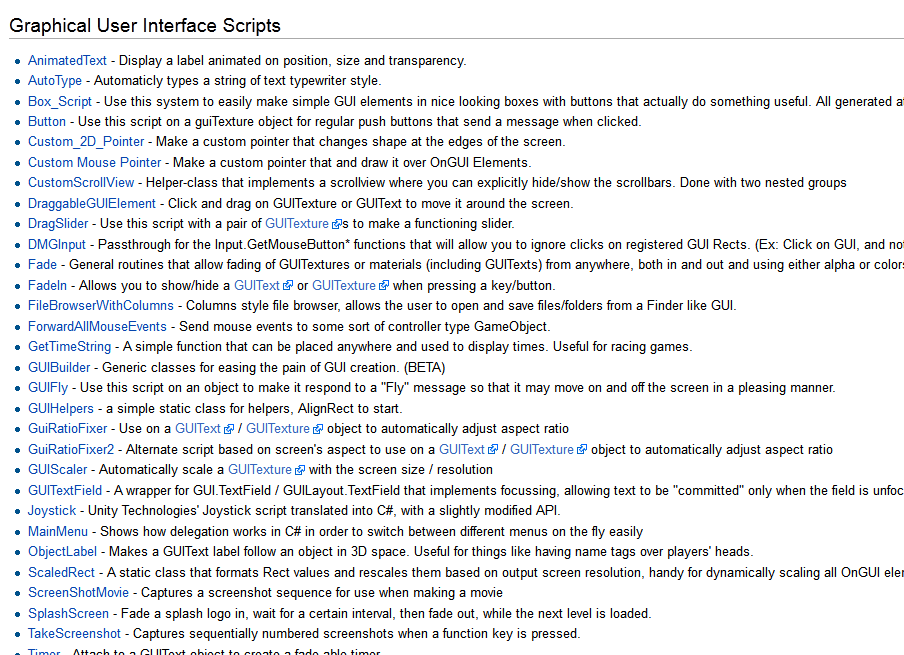 Graphical User Interface Scripts
AnimatedText - Display a label animated on position, size and transparency.
AutoType - Automaticly types a string of text typewriter style.
Box_Script - Use this system to easily make simple GUI elements in nice looking boxes with buttons that actually do something useful. All generated
Button - Use this script on a guiTexture object for regular push buttons that send a message when clicked.
Custom_2D_Pointer - Make a custom pointer that changes shape at the edges of the screen.
Custom Mouse Pointer - Make a custom pointer that and draw it over OnGUI Elements.
CustomScrollView - Helper-class that implements a scrollview where you can explicitly hide/show the scrollbars. Done with two nested groups
DraggableGUIElement - Click and drag on GUITexture or GUIText to move it around the screen.
DragSlider - Use this script with a pair of GUITexture s to make a functioning slider.
DMGInput - Passthrough for the Input.GetMouseButton* functions that will allow you to ignore clicks on registered GUI Rects. (Ex: Click on GUI, and
Fade - General routines that allow fading of GUITextures or materials (including GUITexts) from anywhere, both in and out and using either alpha or
FadeIn - Allows you to show/hide a GUIText or GUITexture when pressing a key/button.
FileBrowserWithColumns - Columns style file browser, allows the user to open and save files/folders from a Finder like GUI.
ForwardAllMouseEvents - Send mouse events to some sort of controller type GameObject.
GetTimeString - A simple function that can be placed anywhere and used to display times. Useful for racing games.
GUIBuilder - Generic classes for easing the pain of GUI creation. (BETA)
GUIFly - Use this script on an object to make it respond to a "Fly" message so that it may move on and off the screen in a pleasing manner.
GUIHelpers - a simple static class for helpers, AlignRect to start.
GuiRatioFixer - Use on a GUIText / GUITexture object to automatically adjust aspect ratio
GuiRatioFixer2 - Alternate script based on screen's aspect to use on a GUIText / GUITexture object to automatically adjust aspect ratio
GUIScaler - Automatically scale a GUITexture with the screen size / resolution
GUITextField - A wrapper for GUI.TextField / GUILayout.TextField that implements focussing, allowing text to be "committed" only when the field is
Joystick - Unity Technologies' Joystick script translated into C#, with a slightly modified API.
MainMenu - Shows how delegation works in C# in order to switch between different menus on the fly easily
ObjectLabel - Makes a GUIText label follow an object in 3D space. Useful for things like having name tags over players' heads.
ScaledRect - A static class that formats Rect values and rescales them based on output screen resolution, handy for dynamically scaling all OnGUI
ScreenShotMovie - Captures a screenshot sequence for use when making a movie
SplashScreen - Fade a splash logo in, wait for a certain interval, then fade out, while the next level is loaded.
TakeScreenshot - Captures sequentially numbered screenshots when a function key is pressed.
Timer - Attach to a GUIText object to create a fade-able timer